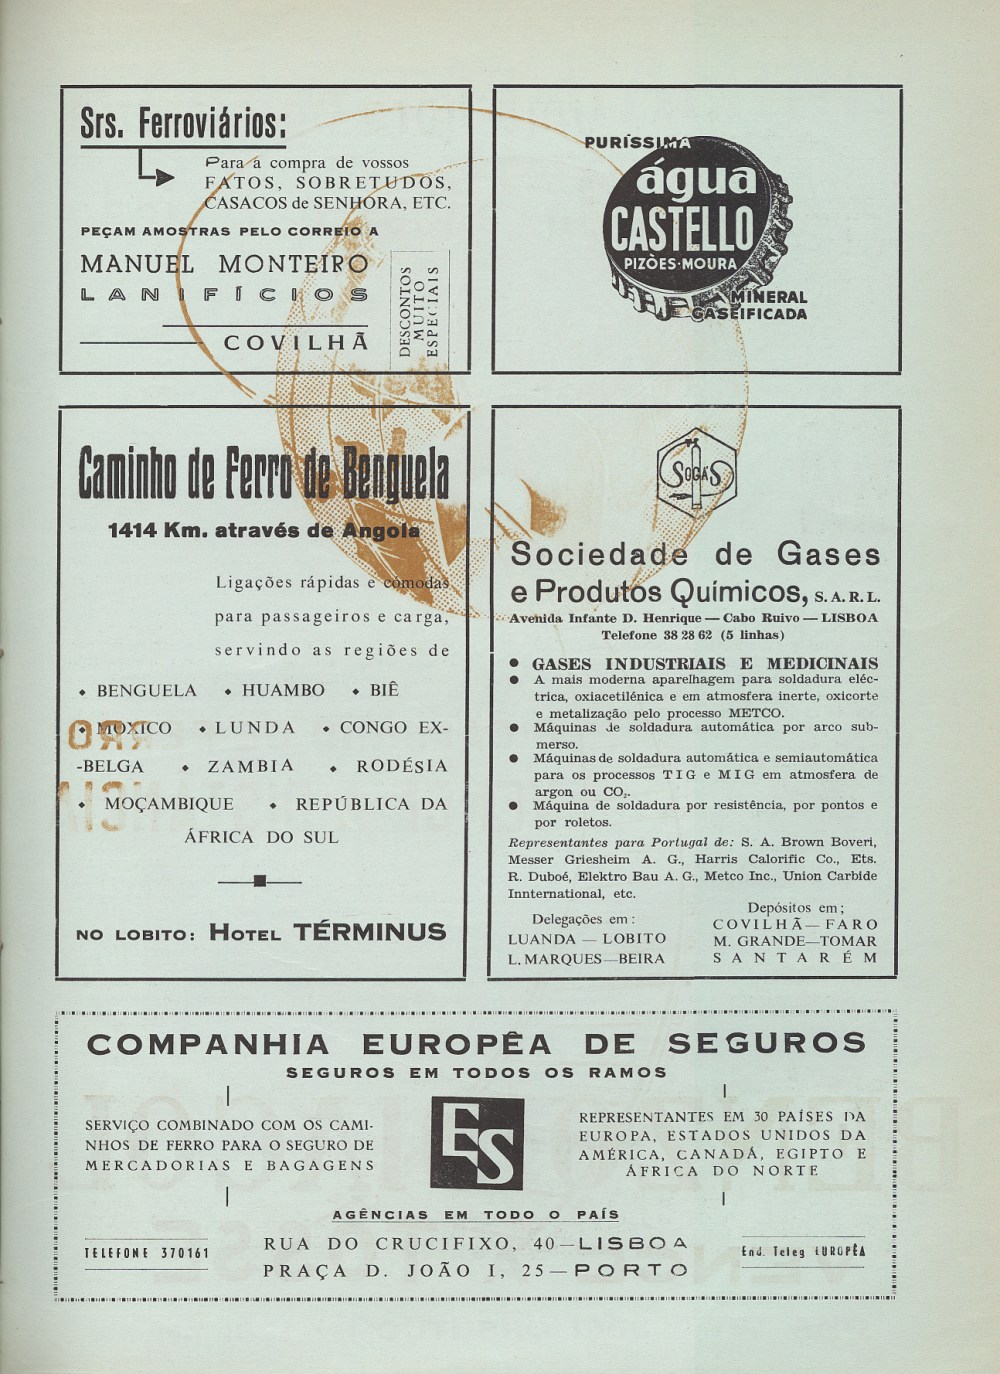 Srs. Ferroviários:
Para a compra de vossos
FATOS, SOBRETUDOS,
CASACOS de SENHORA, ETC.
PEÇAM AMOSTRAS PELO CORREIO A
MANUEL MONTEIRO
LANIFÍCIOS
COVILHÃ
DESCONTOS
MUITO
ESPECIAIS
PURÍSSIMA
água
CASTELLO
PIZÕES-MOURA
MINERAL
GASEIFICADA
Caminho de Ferro de Benguela
1414 Km. através de Angola
Ligações rápidas e cómodas
para passageiros e carga,
servindo as regiões de
• BENGUELA • HUAMBO • BIÊ
• MOXICO • LUNDA • CONGO EX-
-BELGA • ZAMBIA • RODÉSIA
• MOÇAMBIQUE • REPÚBLICA DA
ÁFRICA DO SUL
NO LOBITO: HOTEL TÉRMINUS
SOGÁS
Sociedade de Gases
e Produtos Químicos, S. A. R. L.
Avenida Infante D. Henrique — Cabo Ruivo — LISBOA
Telefone 38 28 62 (5 linhas)
• GASES INDUSTRIAIS E MEDICINAIS
• A mais moderna aparelhagem para soldadura eléc-
trica, oxiacetilénica e em atmosfera inerte, oxicorte
e metalização pelo processo METCO.
• Máquinas de soldadura automática por arco sub-
merso.
• Máquinas de soldadura automática e semiautomática
para os processos TIG e MIG em atmosfera de
argon ou CO₂.
• Máquina de soldadura por resistência, por pontos e
por roletos.
Representantes para Portugal de: S. A. Brown Boveri,
Messer Griesheim A. G., Harris Calorific Co., Ets.
R. Duboé, Elektro Bau A. G., Metco Inc., Union Carbide
Innternational, etc.
Delegações em :
LUANDA — LOBITO
L. MARQUES—BEIRA
Depósitos em ;
COVILHÃ—FARO
M. GRANDE—TOMAR
SANTARÉM
COMPANHIA EUROPÊA DE SEGUROS
SEGUROS EM TODOS OS RAMOS
SERVIÇO COMBINADO COM OS CAMI-
NHOS DE FERRO PARA O SEGURO DE
MERCADORIAS E BAGAGENS
ES
REPRESENTANTES EM 30 PAÍSES DA
EUROPA, ESTADOS UNIDOS DA
AMÉRICA, CANADÁ, EGIPTO E
ÁFRICA DO NORTE
AGÊNCIAS EM TODO O PAÍS
TELEFONE 370161
RUA DO CRUCIFIXO, 40—LISBOA
PRAÇA D. JOÃO I, 25—PORTO
End. Teleg EUROPÊA